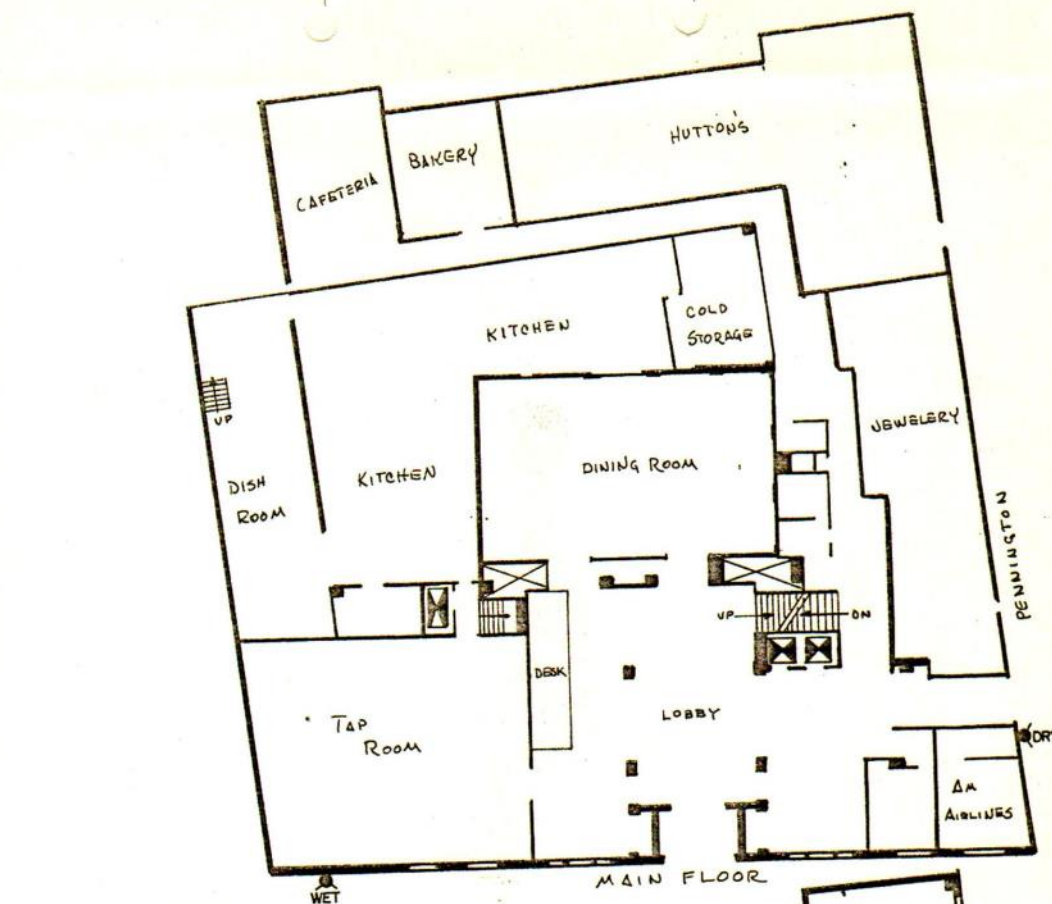 HUTTON'S
BAKERY
CAFETERIA
KITCHEN
COLD
STORAGE
UP
DISH
ROOM
KITCHEN
DINING ROOM
JEWELERY
PENNINGTON
UP
DN
DESK
LOBBY
TAP
ROOM
DRY
AM
AIRLINES
MAIN FLOOR
WET